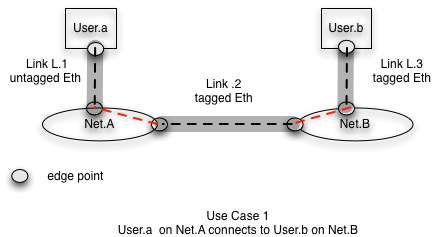 User.a
User.b
Link L.1
untagged Eth
Link .2
tagged Eth
Link L.3
tagged Eth
Net.A
Net.B
edge point
Use Case 1
User.a on Net.A connects to User.b on Net.B